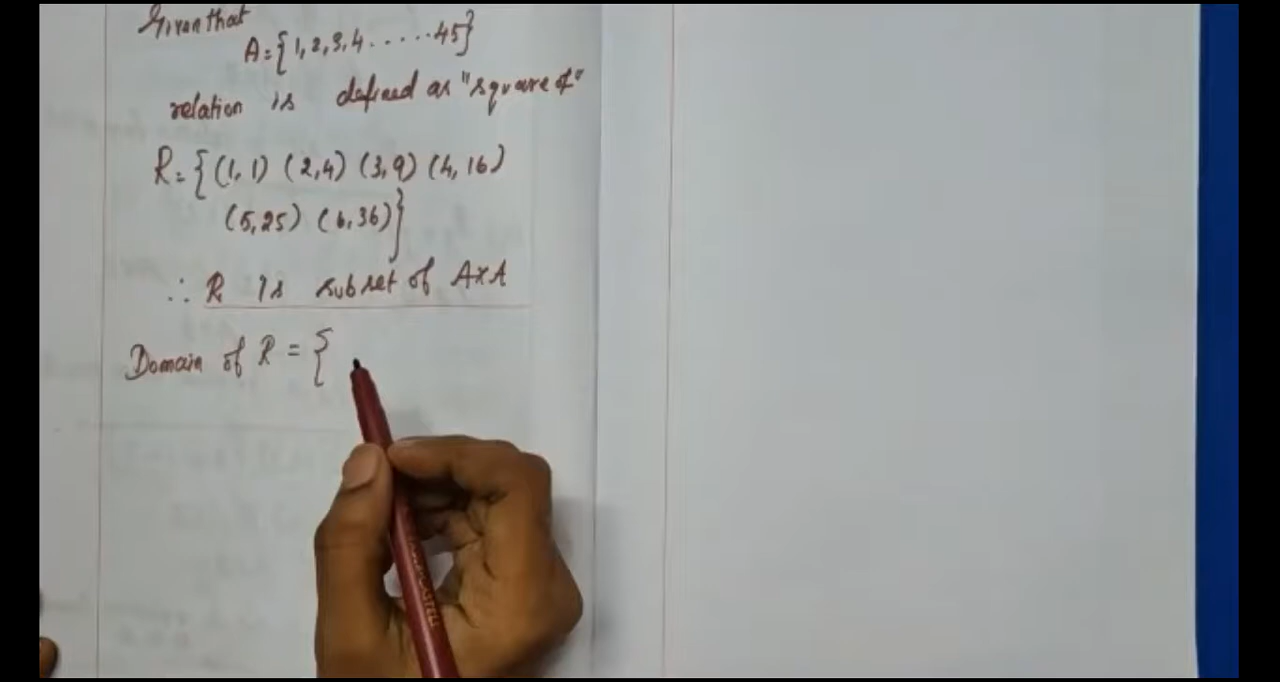 Given that
A={1,2,3,4.....45}
relation is defined as "square of"
R={(1,1) (2,4) (3,9) (4,16)
(5,25) (6,36)}
∴ R is subset of A×A
Domain of R = {